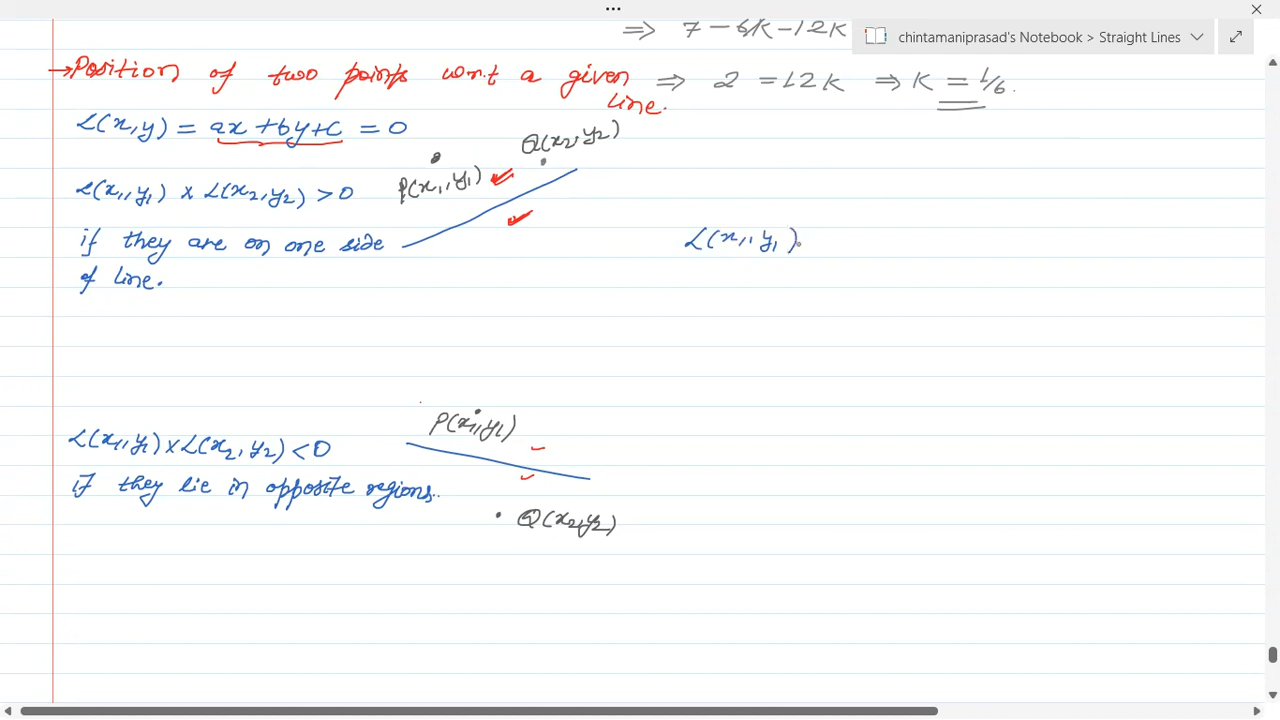 ⇒ 7 - 6K - 12K
chintamaniprasad's Notebook > Straight Lines
→ Position of two points w.r.t a given line.
⇒ 2 = 12K ⇒ K = 1/6.
L(x,y) = ax + by + c = 0
Q(x2, y2)
P(x1, y1)
L(x1, y1) x L(x2, y2) > 0
if they are on one side
of line.
L(x1, y1)
P(x1, y1)
L(x1, y1) x L(x2, y2) < 0
if they lie in opposite regions.
Q(x2, y2)